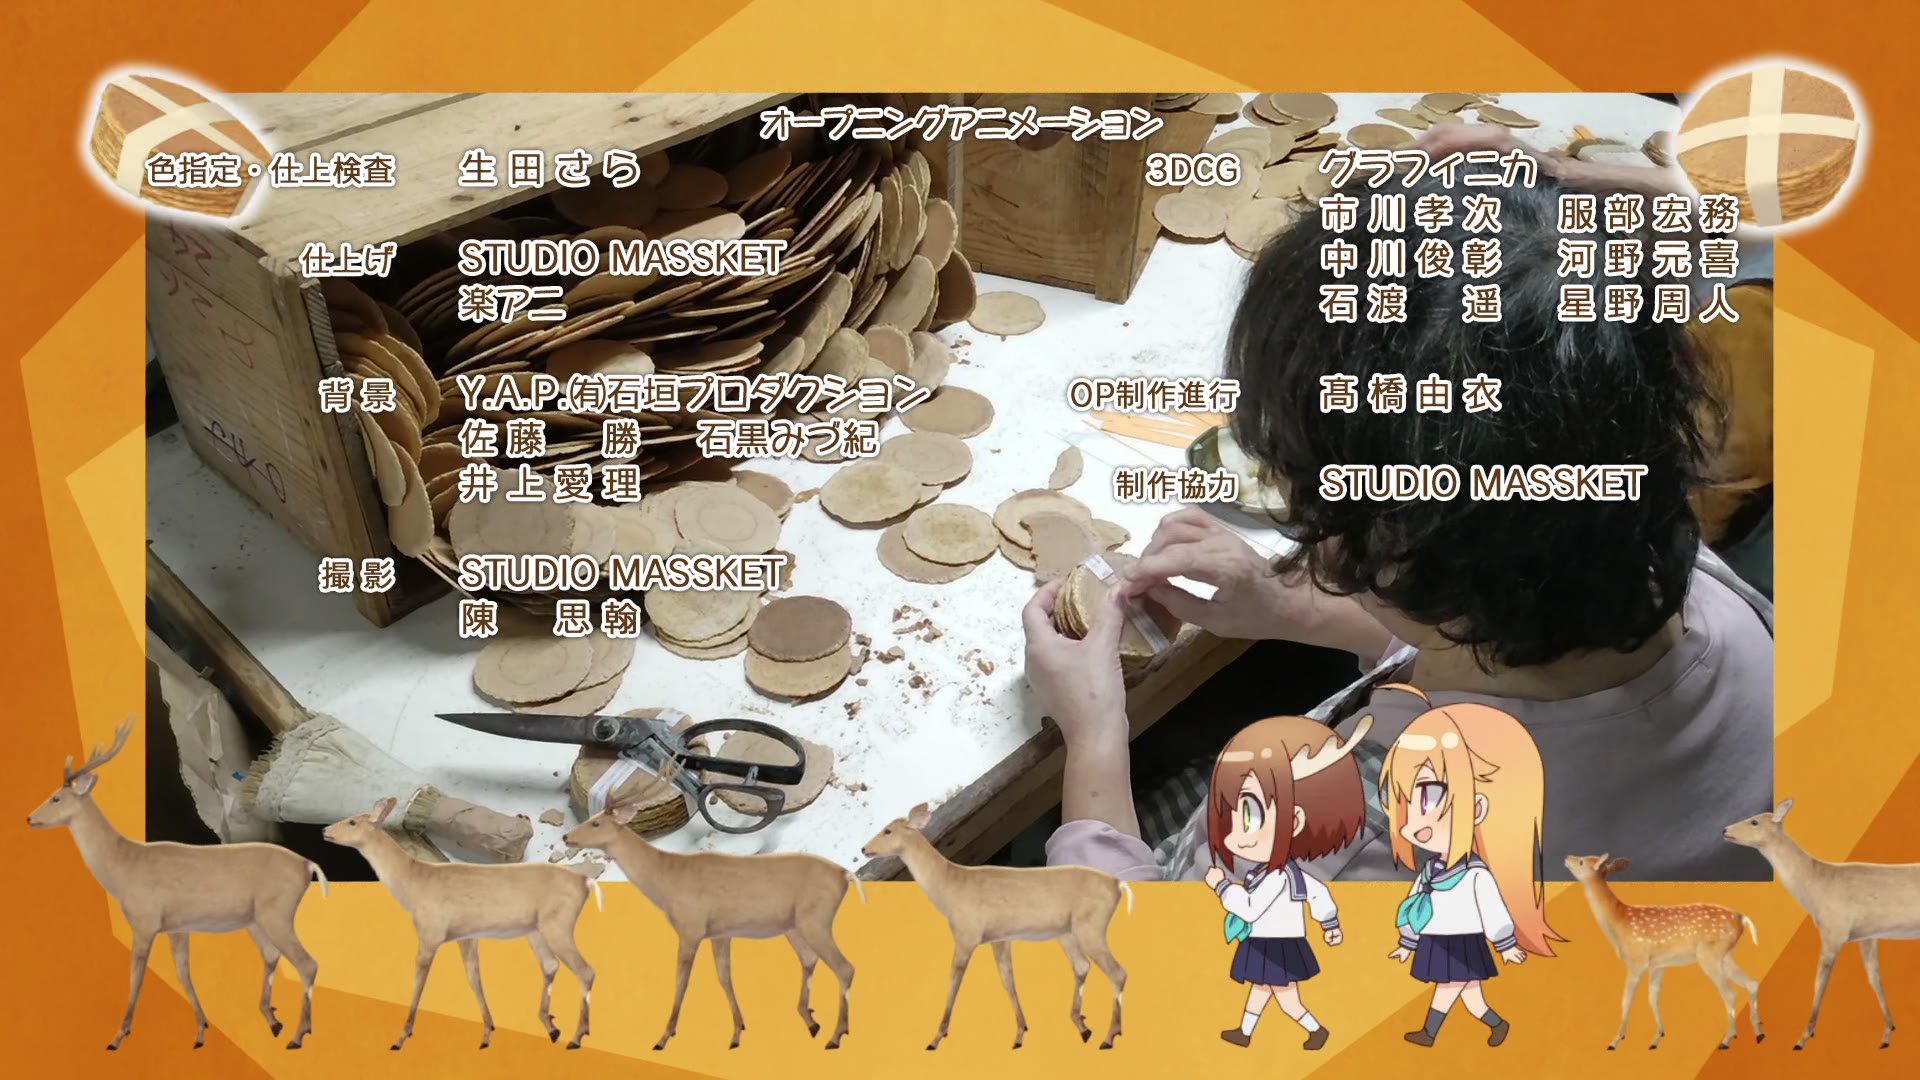 オープニングアニメーション
色指定・仕上検査 生田さら
仕上げ STUDIO MASSKET
楽アニ
背景 Y.A.P.㈲石垣プロダクション
佐藤 勝 石黒みづ紀
井上愛理
撮影 STUDIO MASSKET
陳 思翰
3DCG グラフィニカ
市川孝次 服部宏務
中川俊彰 河野元喜
石渡 遥 星野周人
OP制作進行 髙橋由衣
制作協力 STUDIO MASSKET